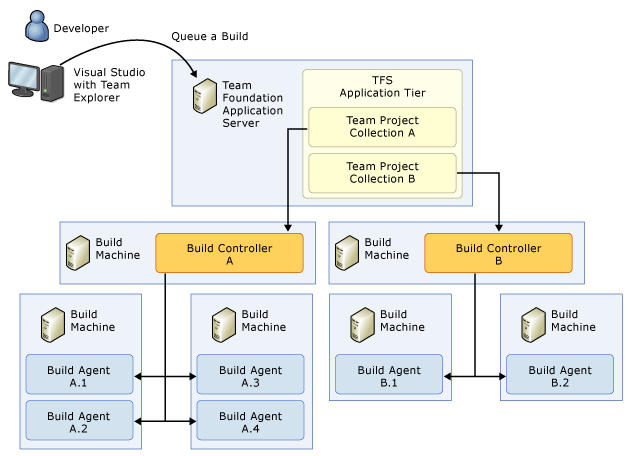 Developer
Queue a Build
Visual Studio
with Team
Explorer
Team
Foundation
Application
Server
TFS
Application Tier
Team Project
Collection A
Team Project
Collection B
Build
Machine
Build Controller
A
Build
Machine
Build Controller
B
Build
Machine
Build Agent
A.1
Build Agent
A.2
Build
Machine
Build Agent
A.3
Build Agent
A.4
Build
Machine
Build Agent
B.1
Build
Machine
Build Agent
B.2